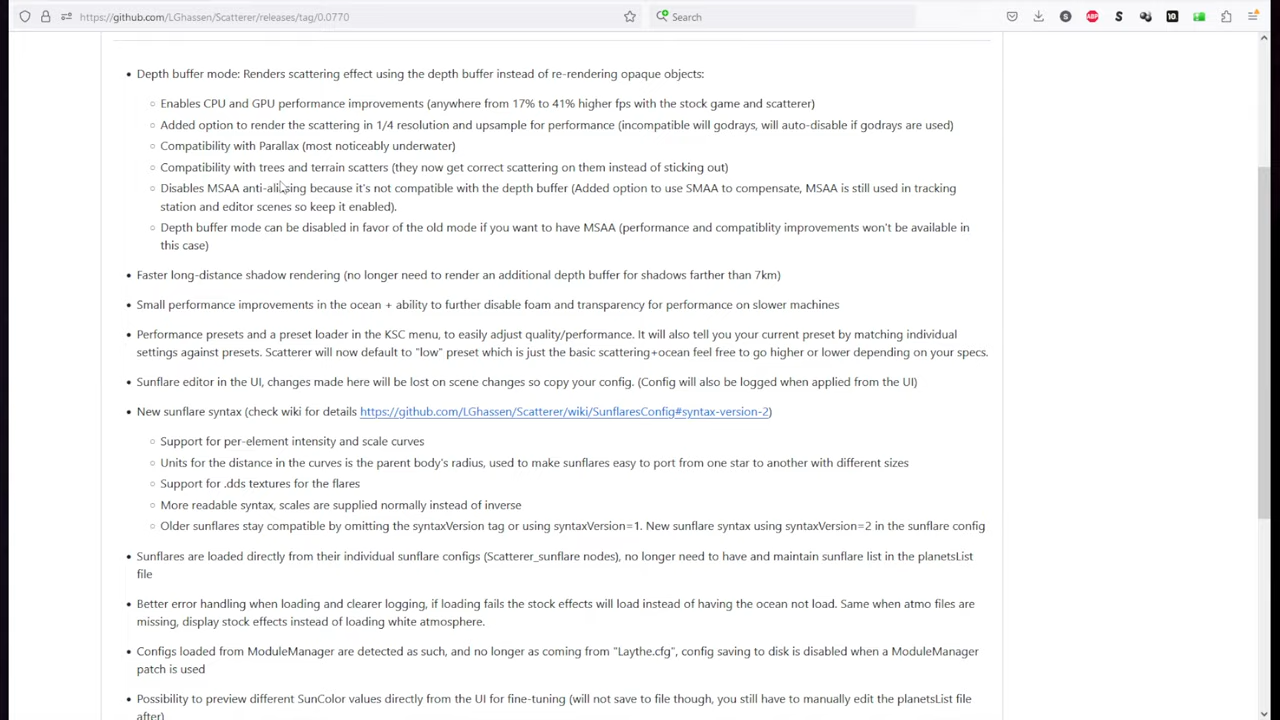 https://github.com/LGhassen/Scatterer/releases/tag/0.0770
Search
Depth buffer mode: Renders scattering effect using the depth buffer instead of re-rendering opaque objects:
Enables CPU and GPU performance improvements (anywhere from 17% to 41% higher fps with the stock game and scatterer)
Added option to render the scattering in 1/4 resolution and upsample for performance (incompatible will godrays, will auto-disable if godrays are used)
Compatibility with Parallax (most noticeably underwater)
Compatibility with trees and terrain scatters (they now get correct scattering on them instead of sticking out)
Disables MSAA anti-aliasing because it's not compatible with the depth buffer (Added option to use SMAA to compensate, MSAA is still used in tracking
station and editor scenes so keep it enabled).
Depth buffer mode can be disabled in favor of the old mode if you want to have MSAA (performance and compatiblity improvements won't be available in
this case)
Faster long-distance shadow rendering (no longer need to render an additional depth buffer for shadows farther than 7km)
Small performance improvements in the ocean + ability to further disable foam and transparency for performance on slower machines
Performance presets and a preset loader in the KSC menu, to easily adjust quality/performance. It will also tell you your current preset by matching individual
settings against presets. Scatterer will now default to "low" preset which is just the basic scattering+ocean feel free to go higher or lower depending on your specs.
Sunflare editor in the UI, changes made here will be lost on scene changes so copy your config. (Config will also be logged when applied from the UI)
New sunflare syntax (check wiki for details https://github.com/LGhassen/Scatterer/wiki/SunflaresConfig#syntax-version-2)
Support for per-element intensity and scale curves
Units for the distance in the curves is the parent body's radius, used to make sunflares easy to port from one star to another with different sizes
Support for .dds textures for the flares
More readable syntax, scales are supplied normally instead of inverse
Older sunflares stay compatible by omitting the syntaxVersion tag or using syntaxVersion=1. New sunflare syntax using syntaxVersion=2 in the sunflare config
Sunflares are loaded directly from their individual sunflare configs (Scatterer_sunflare nodes), no longer need to have and maintain sunflare list in the planetsList
file
Better error handling when loading and clearer logging, if loading fails the stock effects will load instead of having the ocean not load. Same when atmo files are
missing, display stock effects instead of loading white atmosphere.
Configs loaded from ModuleManager are detected as such, and no longer as coming from "Laythe.cfg", config saving to disk is disabled when a ModuleManager
patch is used
Possibility to preview different SunColor values directly from the UI for fine-tuning (will not save to file though, you still have to manually edit the planetsList file
after)